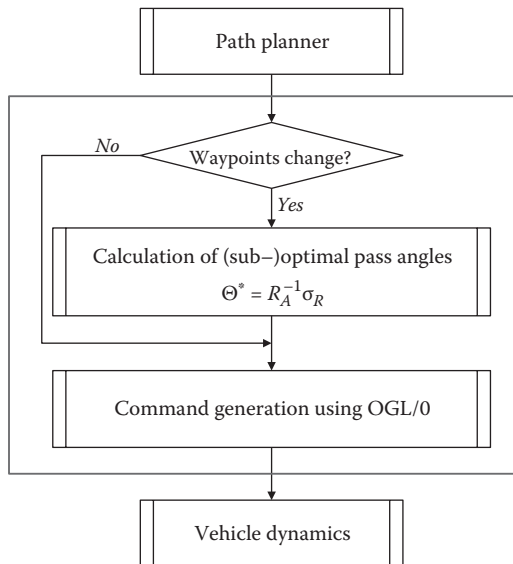 Path planner
Waypoints change?
No
Yes
Calculation of (sub–)optimal pass angles
Θ* = R_A^{-1}σ_R
Command generation using OGL/0
Vehicle dynamics